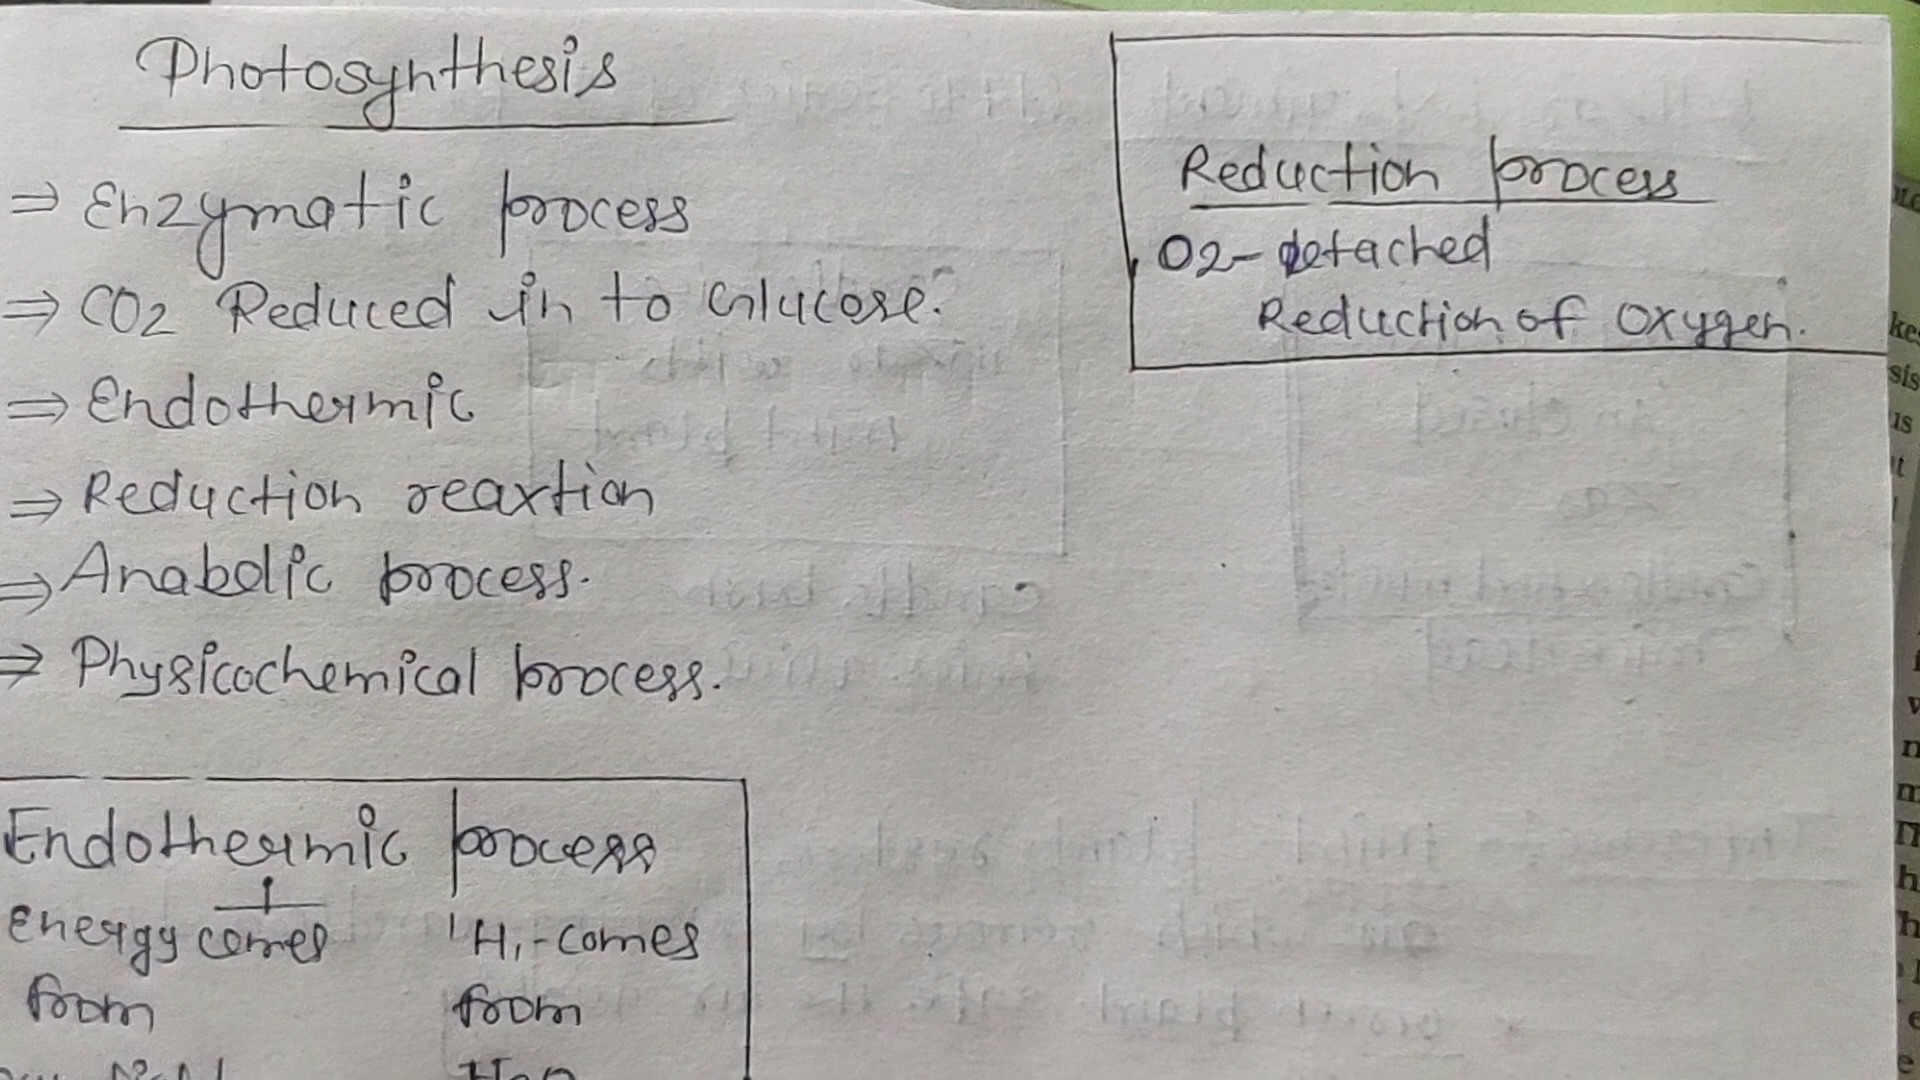 Photosynthesis
⇒ Enzymatic process
⇒ CO2 Reduced in to Glucose.
⇒ Endothermic
⇒ Reduction reaxtion
⇒ Anabolic process.
⇒ Physicochemical process.
Reduction process
O2- detached
Reduction of Oxygen.
Endothermic process
Energy comes
from
H,-comes
from